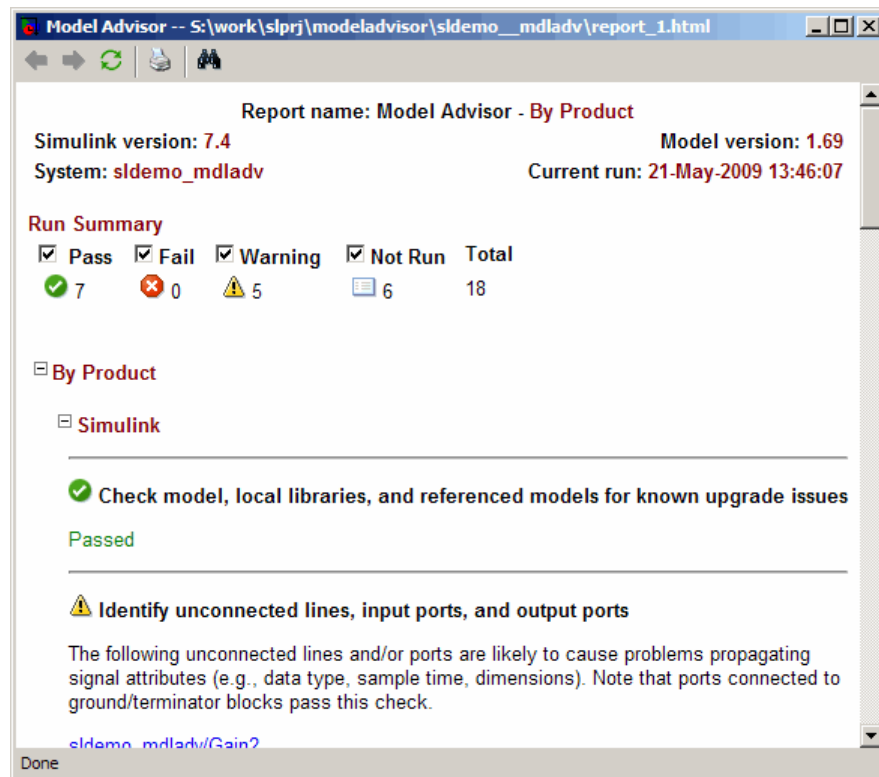 Model Advisor -- S:\work\slprj\modeladvisor\sldemo__mdladv\report_1.html
Report name: Model Advisor - By Product
Simulink version: 7.4 Model version: 1.69
System: sldemo_mdladv Current run: 21-May-2009 13:46:07
Run Summary
Pass Fail Warning Not Run Total
7 0 5 6 18
By Product
Simulink
Check model, local libraries, and referenced models for known upgrade issues
Passed
Identify unconnected lines, input ports, and output ports
The following unconnected lines and/or ports are likely to cause problems propagating
signal attributes (e.g., data type, sample time, dimensions). Note that ports connected to
ground/terminator blocks pass this check.
sldemo_mdladv/Gain2
Done